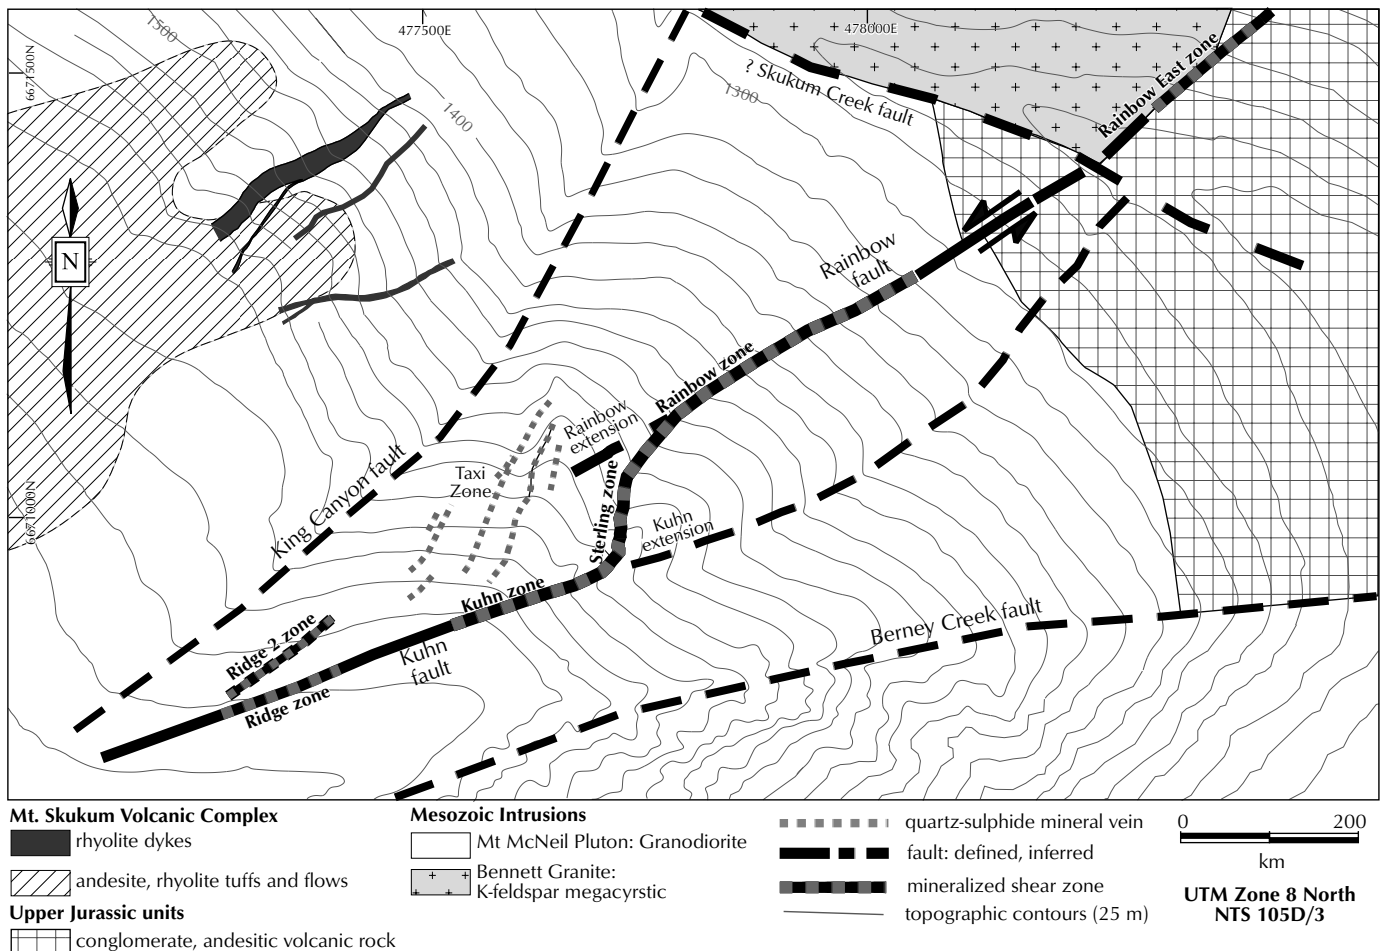 1500
477500E
478000E
6671500N
1400
1300
? Skukum Creek fault
Rainbow East zone
N
Rainbow
fault
Rainbow zone
Rainbow
extension
King Canyon fault
Taxi
Zone
Sterling zone
Kuhn
extension
6671000N
Kuhn zone
Ridge 2 zone
Kuhn
fault
Ridge zone
Berney Creek fault
Mt. Skukum Volcanic Complex
rhyolite dykes
andesite, rhyolite tuffs and flows
Upper Jurassic units
conglomerate, andesitic volcanic rock
Mesozoic Intrusions
Mt McNeil Pluton: Granodiorite
Bennett Granite:
K-feldspar megacyrstic
quartz-sulphide mineral vein
fault: defined, inferred
mineralized shear zone
topographic contours (25 m)
0 200
km
UTM Zone 8 North
NTS 105D/3